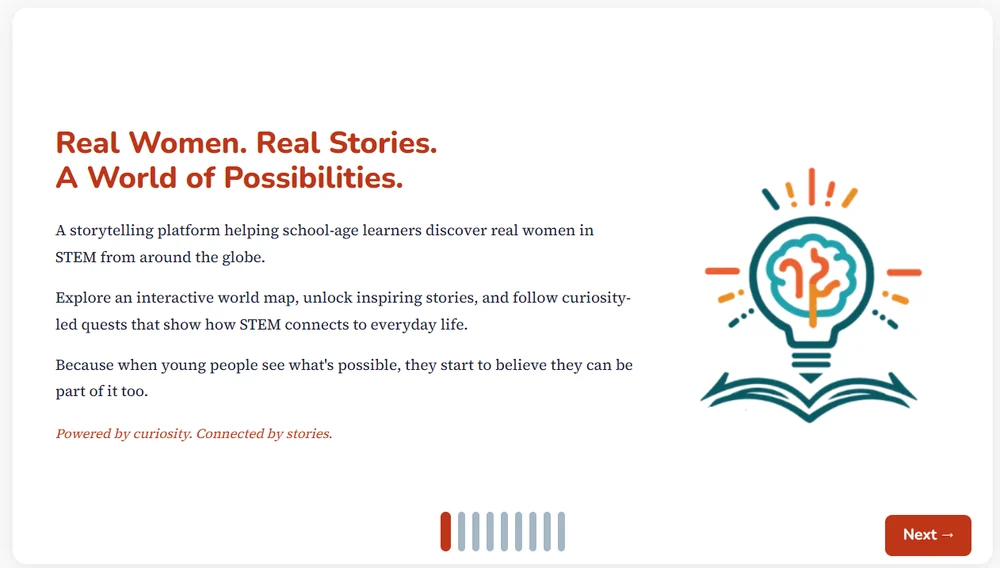 Real Women. Real Stories.
A World of Possibilities.
A storytelling platform helping school-age learners discover real women in
STEM from around the globe.
Explore an interactive world map, unlock inspiring stories, and follow curiosity-
led quests that show how STEM connects to everyday life.
Because when young people see what's possible, they start to believe they can be
part of it too.
Powered by curiosity. Connected by stories.
Next →